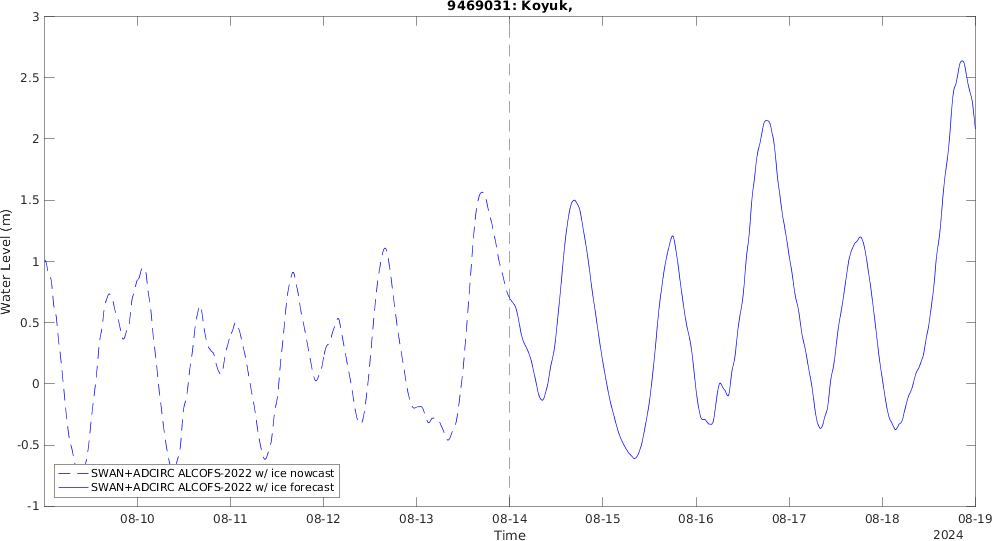 9469031: Koyuk,
3
2.5
2
1.5
1
0.5
0
-0.5
-1
Water Level (m)
SWAN+ADCIRC ALCOFS-2022 w/ ice nowcast
SWAN+ADCIRC ALCOFS-2022 w/ ice forecast
08-10 08-11 08-12 08-13 08-14 08-15 08-16 08-17 08-18 08-19
Time
2024